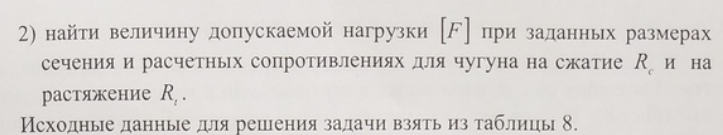 2) найти величину допускаемой нагрузки [F] при заданных размерах
сечения и расчетных сопротивлениях для чугуна на сжатие R_c и на
растяжение R_t.
Исходные данные для решения задачи взять из таблицы 8.